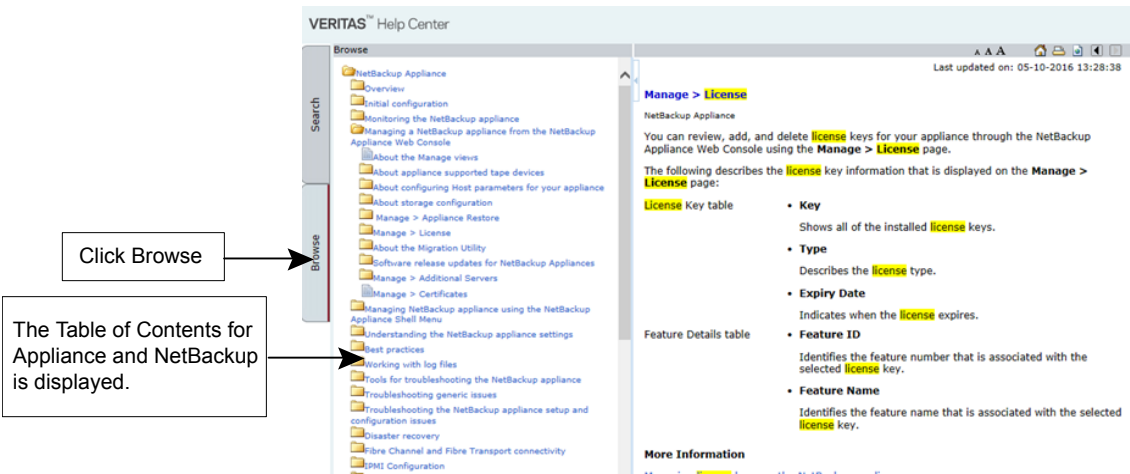 VERITAS™ Help Center
Browse
A A A
Last updated on: 05-10-2016 13:28:38
Search
Browse
Click Browse
The Table of Contents for
Appliance and NetBackup
is displayed.
NetBackup Appliance
Overview
Initial configuration
Monitoring the NetBackup appliance
Managing a NetBackup appliance from the NetBackup
Appliance Web Console
About the Manage views
About appliance supported tape devices
About configuring Host parameters for your appliance
About storage configuration
Manage > Appliance Restore
Manage > License
About the Migration Utility
Software release updates for NetBackup Appliances
Manage > Additional Servers
Manage > Certificates
Managing NetBackup appliance using the NetBackup
Appliance Shell Menu
Understanding the NetBackup appliance settings
Best practices
Working with log files
Tools for troubleshooting the NetBackup appliance
Troubleshooting generic issues
Troubleshooting the NetBackup appliance setup and
configuration issues
Disaster recovery
Fibre Channel and Fibre Transport connectivity
IPMI Configuration
Manage > License
NetBackup Appliance
You can review, add, and delete license keys for your appliance through the NetBackup
Appliance Web Console using the Manage > License page.
The following describes the license key information that is displayed on the Manage >
License page:
License Key table
• Key
Shows all of the installed license keys.
• Type
Describes the license type.
• Expiry Date
Indicates when the license expires.
Feature Details table
• Feature ID
Identifies the feature number that is associated with the
selected license key.
• Feature Name
Identifies the feature name that is associated with the selected
license key.
More Information